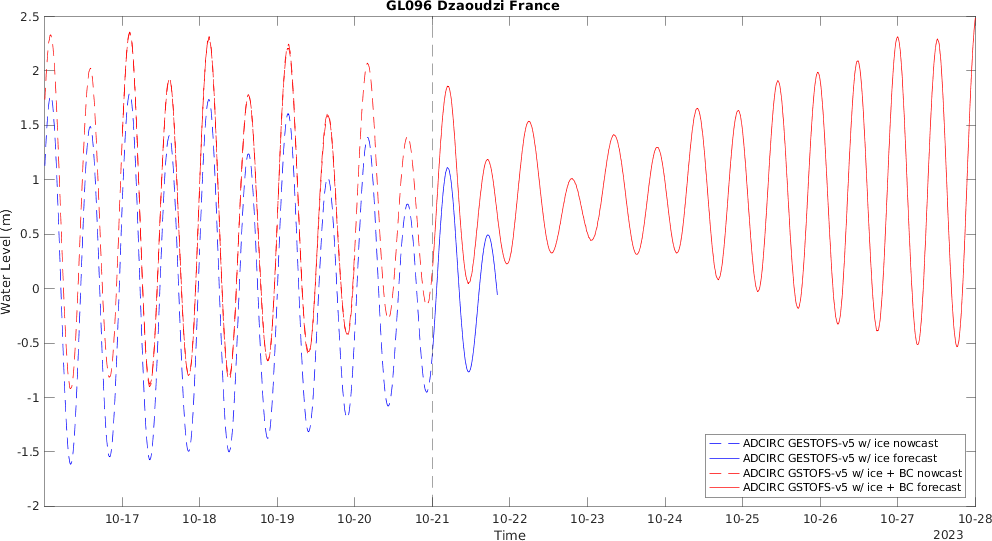 GL096 Dzaoudzi France
2.5
2
1.5
1
0.5
0
-0.5
-1
-1.5
-2
Water Level (m)
ADCIRC GESTOFS-v5 w/ ice nowcast
ADCIRC GESTOFS-v5 w/ ice forecast
ADCIRC GSTOFS-v5 w/ ice + BC nowcast
ADCIRC GSTOFS-v5 w/ ice + BC forecast
10-17 10-18 10-19 10-20 10-21 10-22 10-23 10-24 10-25 10-26 10-27 10-28
Time
2023